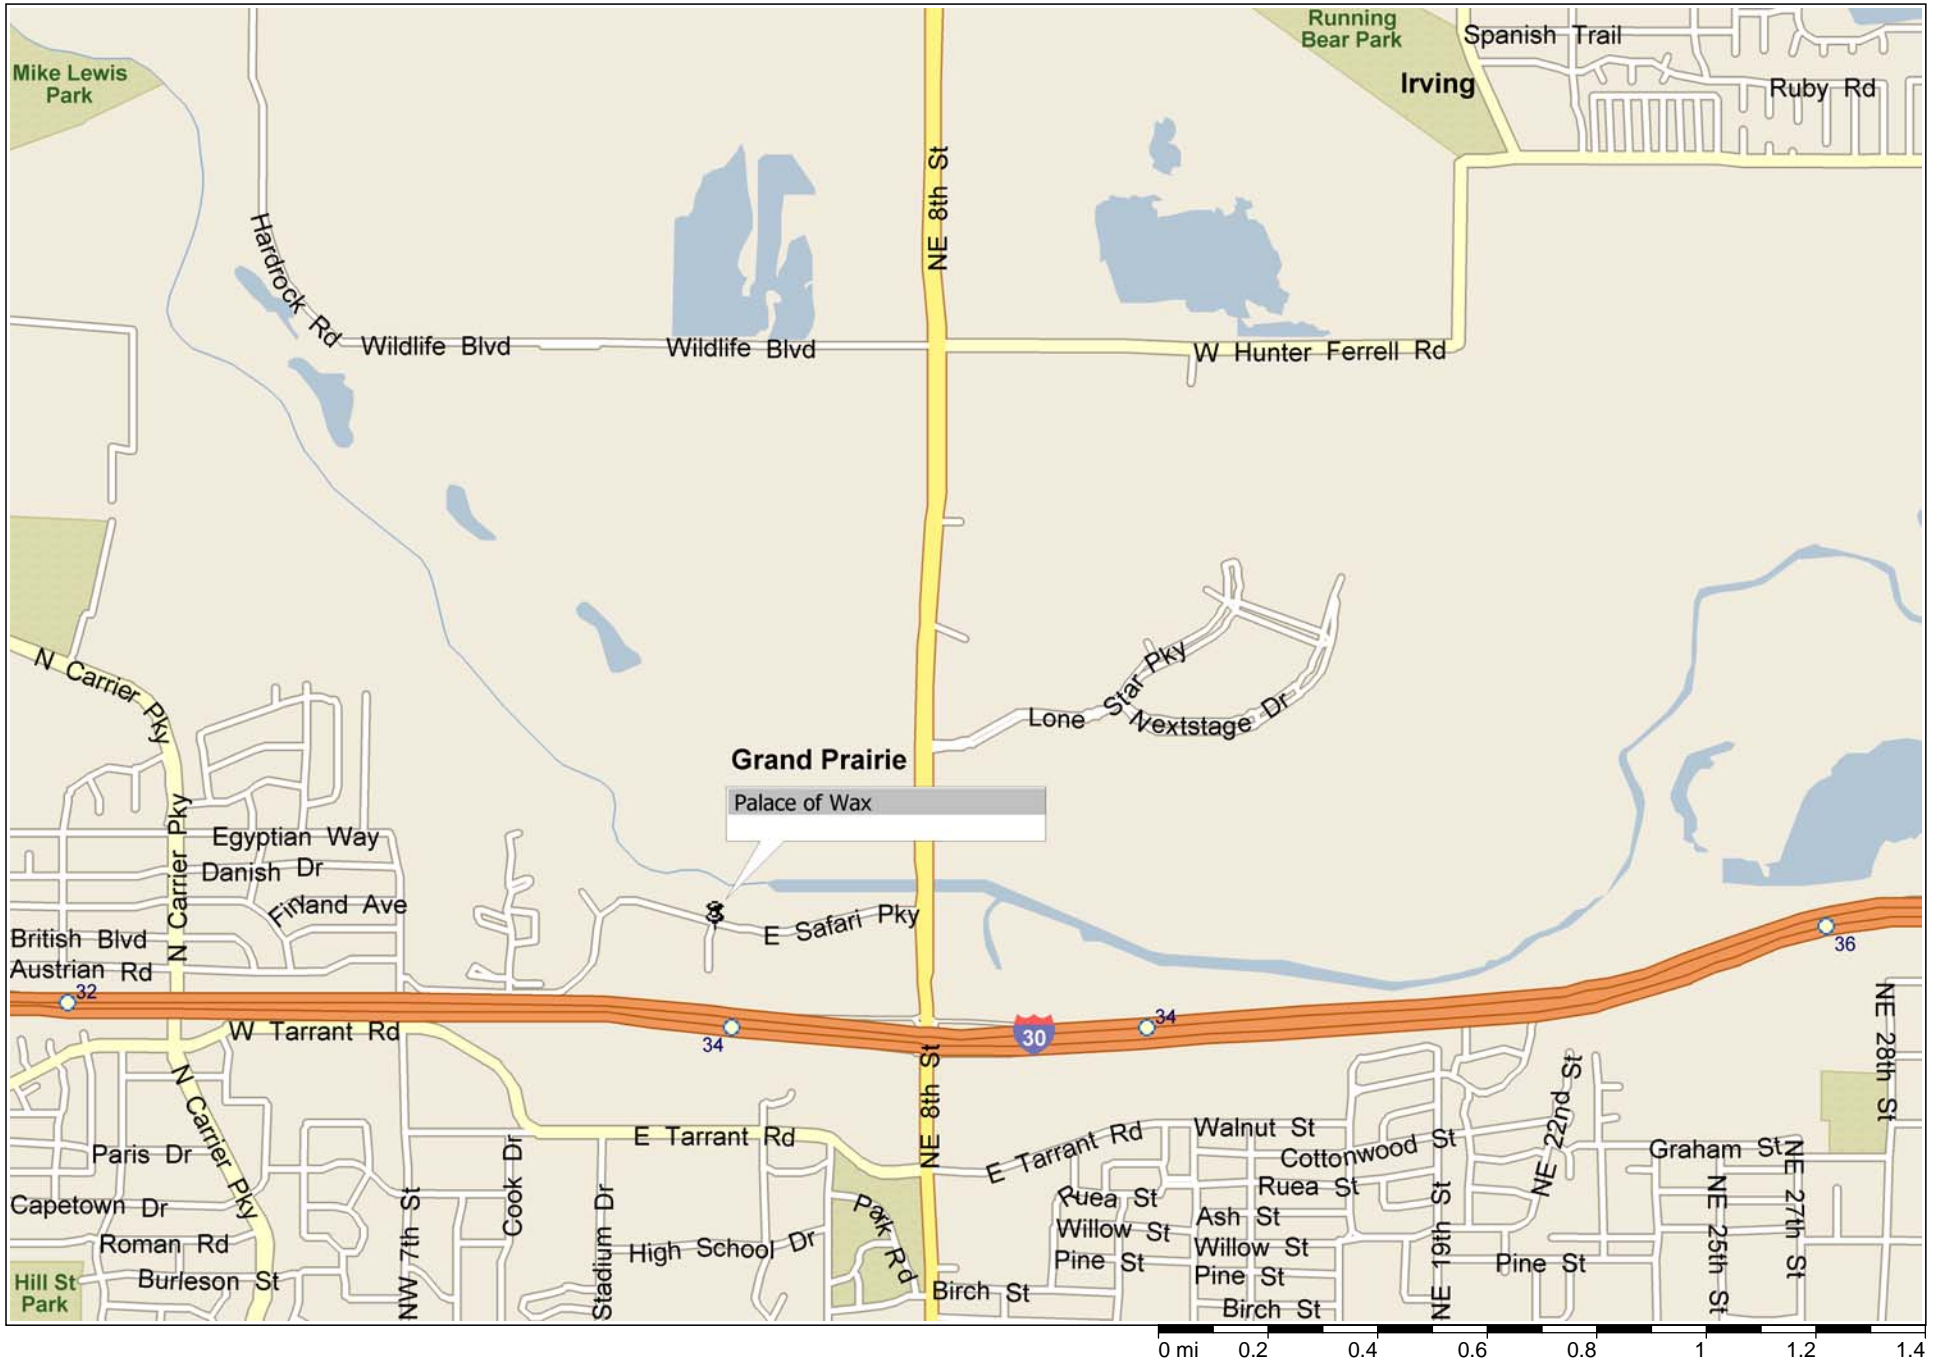 Mike Lewis
Park
Running
Bear Park
Spanish Trail
Irving
Ruby Rd
NE 8th St
Hardrock Rd
Wildlife Blvd
Wildlife Blvd
W Hunter Ferrell Rd
N Carrier Pky
Lone Star Pky
Nextstage Dr
Grand Prairie
Palace of Wax
N Carrier Pky
Egyptian Way
Danish Dr
Finland Ave
E Safari Pky
British Blvd
Austrian Rd
32
36
34
34
30
W Tarrant Rd
NE 28th St
N Carrier Pky
NE 8th St
E Tarrant Rd
E Tarrant Rd
Walnut St
Cottonwood St
NE 22nd St
Graham St
Paris Dr
Cook Dr
Ruea St
Ruea St
Capetown Dr
NW 7th St
Stadium Dr
Park Rd
Willow St
Ash St
NE 19th St
NE 25th St
NE 27th St
Roman Rd
High School Dr
Willow St
Pine St
Pine St
Pine St
Hill St
Park
Burleson St
Birch St
Birch St
0 mi 0.2 0.4 0.6 0.8 1 1.2 1.4